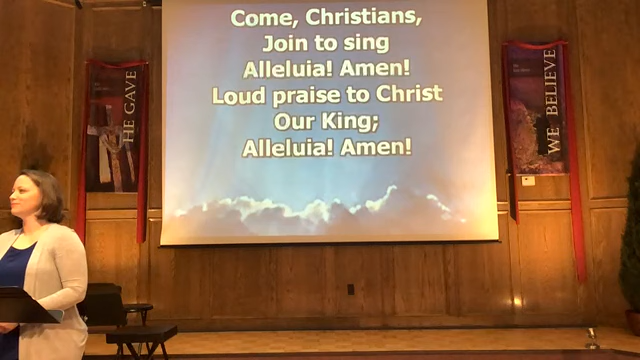 Come, Christians,
Join to sing
Alleluia! Amen!
Loud praise to Christ
Our King;
Alleluia! Amen!
HE GAVE
WE BELIEVE